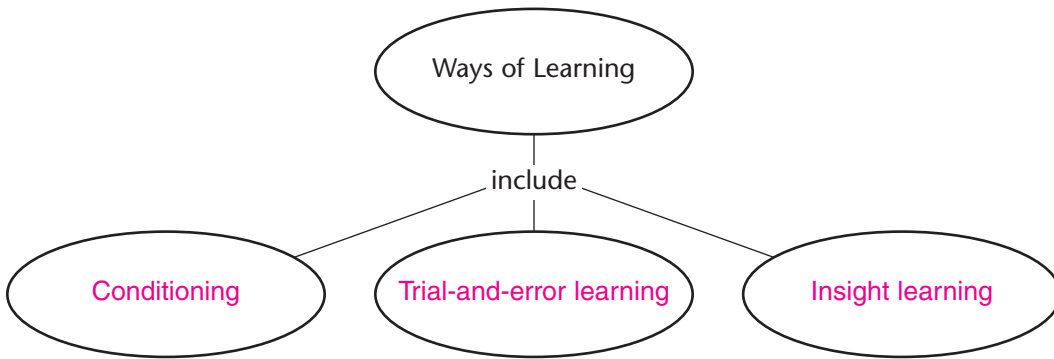 Ways of Learning
include
Conditioning
Trial-and-error learning
Insight learning